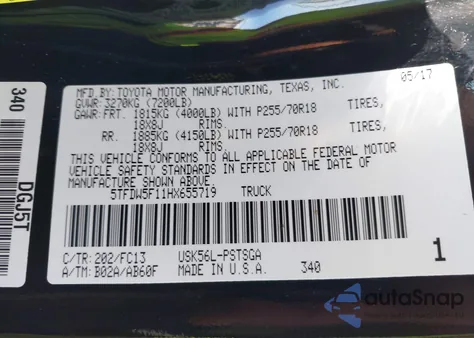 340
DGJ5T
MFD.BY:TOYOTA MOTOR MANUFACTURING, TEXAS, INC. 05/17
GVWR:3270KG (7200LB)
GAWR:FRT. 1815KG (4000LB) WITH P255/70R18 TIRES,
18X8J RIMS
RR. 1885KG (4150LB) WITH P255/70R18 TIRES,
18X8J RIMS
THIS VEHICLE CONFORMS TO ALL APPLICABLE FEDERAL MOTOR
VEHICLE SAFETY STANDARDS IN EFFECT ON THE DATE OF
MANUFACTURE SHOWN ABOVE.
5TFDW5F11HX655719 TRUCK
C/TR:202/FC13 USK56L-PSTSGA
A/TM:B02A/AB60F MADE IN U.S.A. 340 1
autoSnap